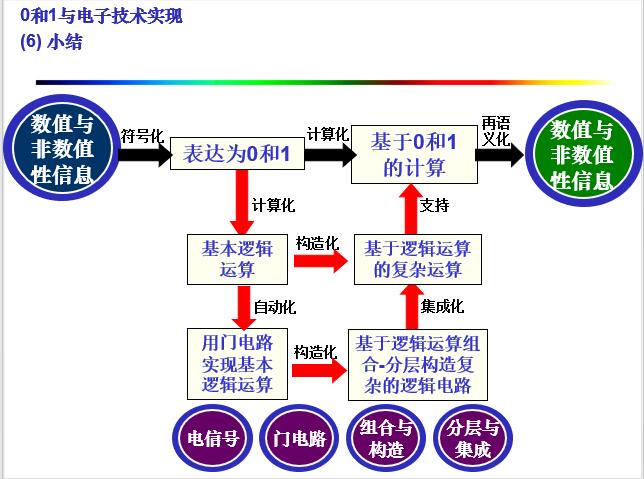 0和1与电子技术实现
(6) 小结
数值与
非数值
性信息
符号化
表达为0和1
计算化
基于0和1
的计算
再语
义化
数值与
非数值
性信息
计算化
支持
基本逻辑
运算
构造化
基于逻辑运算
的复杂运算
自动化
集成化
用门电路
实现基本
逻辑运算
构造化
基于逻辑运算组
合-分层构造复
杂的逻辑电路
电信号
门电路
组合与
构造
分层与
集成